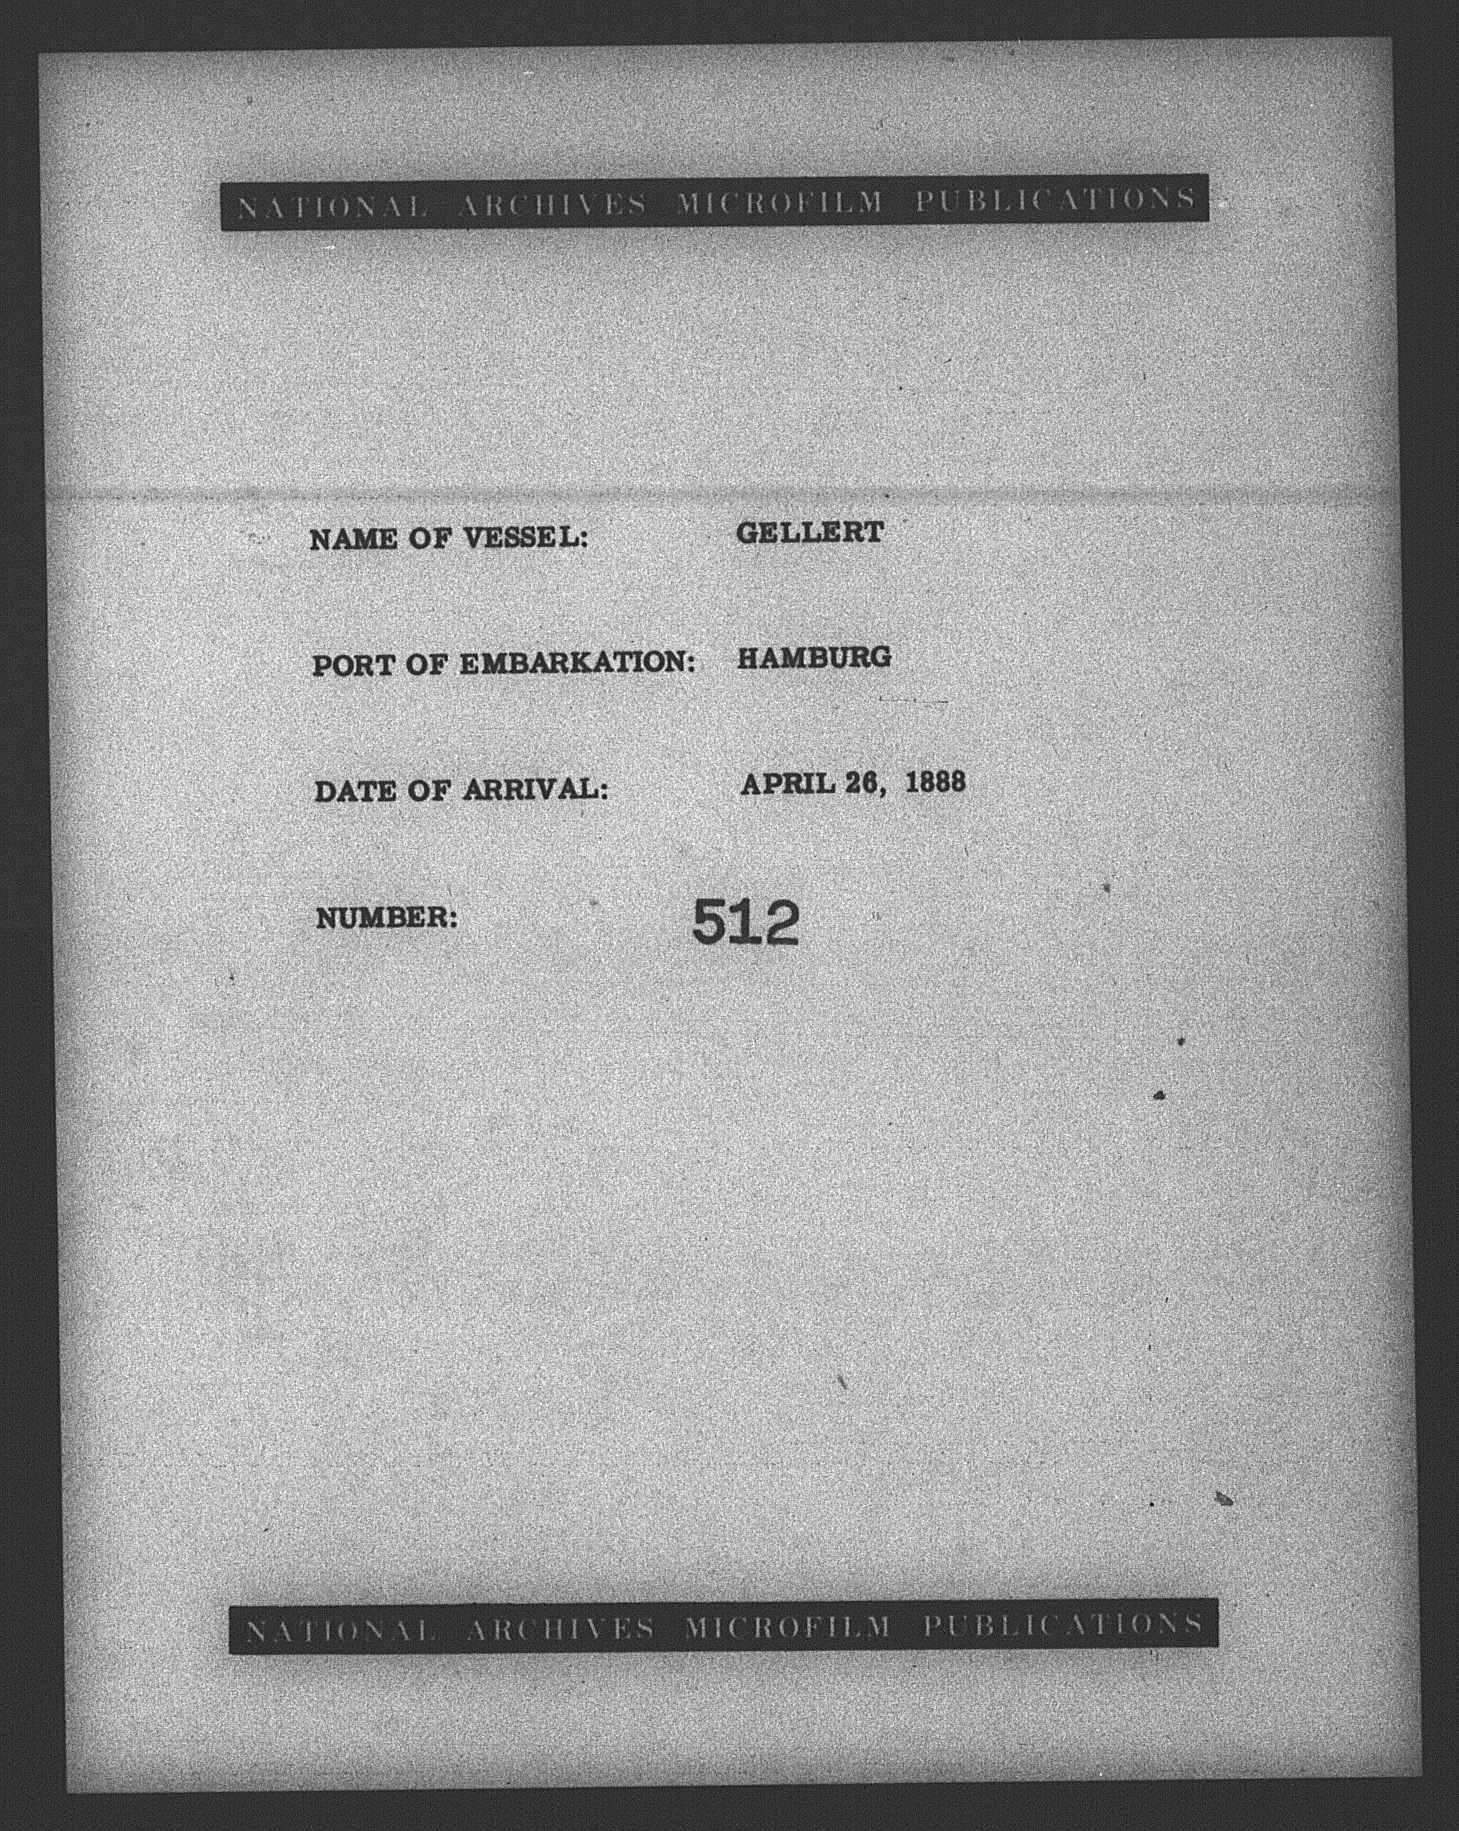 NATIONAL ARCHIVES MICROFILM PUBLICATIONS
NAME OF VESSEL: GELLERT
PORT OF EMBARKATION: HAMBURG
DATE OF ARRIVAL: APRIL 26, 1888
NUMBER: 512
NATIONAL ARCHIVES MICROFILM PUBLICATIONS